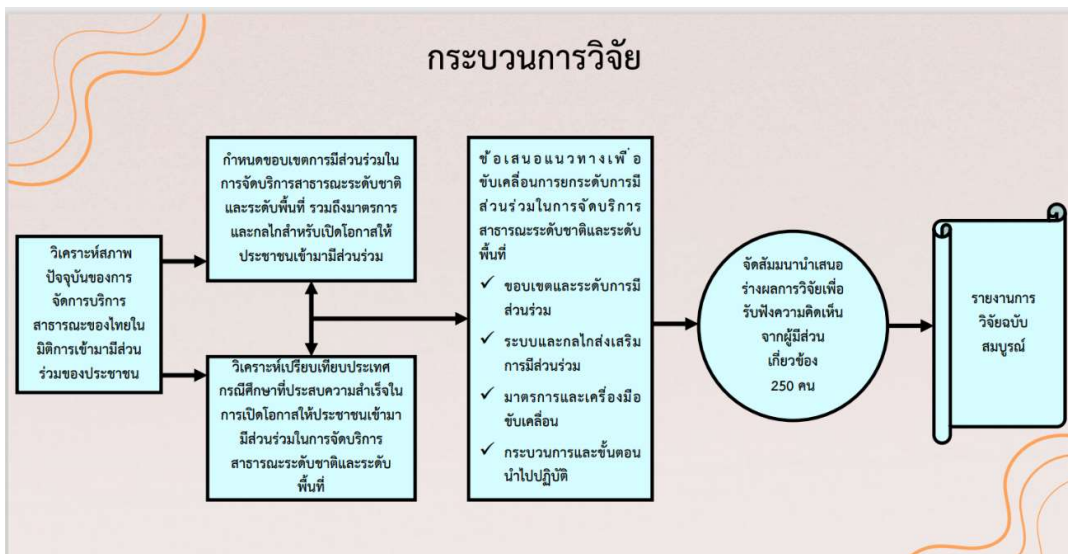 กระบวนการวิจัย
วิเคราะห์สภาพ
ปัจจุบันของการ
จัดการบริการ
สาธารณะของไทยใน
มิติการเข้ามามีส่วน
ร่วมของประชาชน
กำหนดขอบเขตการมีส่วนร่วมใน
การจัดบริการสาธารณะระดับชาติ
และระดับพื้นที่ รวมถึงมาตรการ
และกลไกสำหรับเปิดโอกาสให้
ประชาชนเข้ามามีส่วนร่วม
วิเคราะห์เปรียบเทียบประเทศ
กรณีศึกษาที่ประสบความสำเร็จใน
การเปิดโอกาสให้ประชาชนเข้ามา
มีส่วนร่วมในการจัดบริการ
สาธารณะระดับชาติและระดับ
พื้นที่
ข้อเสนอแนวทางเพื่อ
ขับเคลื่อนการยกระดับการมี
ส่วนร่วมในการจัดบริการ
สาธารณะระดับชาติและระดับ
พื้นที่
✓ ขอบเขตและระดับการมี
ส่วนร่วม
✓ ระบบและกลไกส่งเสริม
การมีส่วนร่วม
✓ มาตรการและเครื่องมือ
ขับเคลื่อน
✓ กระบวนการและขั้นตอน
นำไปปฏิบัติ
จัดสัมมนานำเสนอ
ร่างผลการวิจัยเพื่อ
รับฟังความคิดเห็น
จากผู้มีส่วน
เกี่ยวข้อง
250 คน
รายงานการ
วิจัยฉบับ
สมบูรณ์